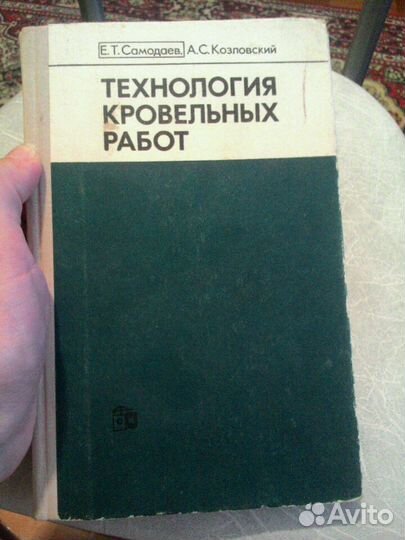 Е.Т. Самодаев, А.С. Козловский
ТЕХНОЛОГИЯ
КРОВЕЛЬНЫХ
РАБОТ
Avito